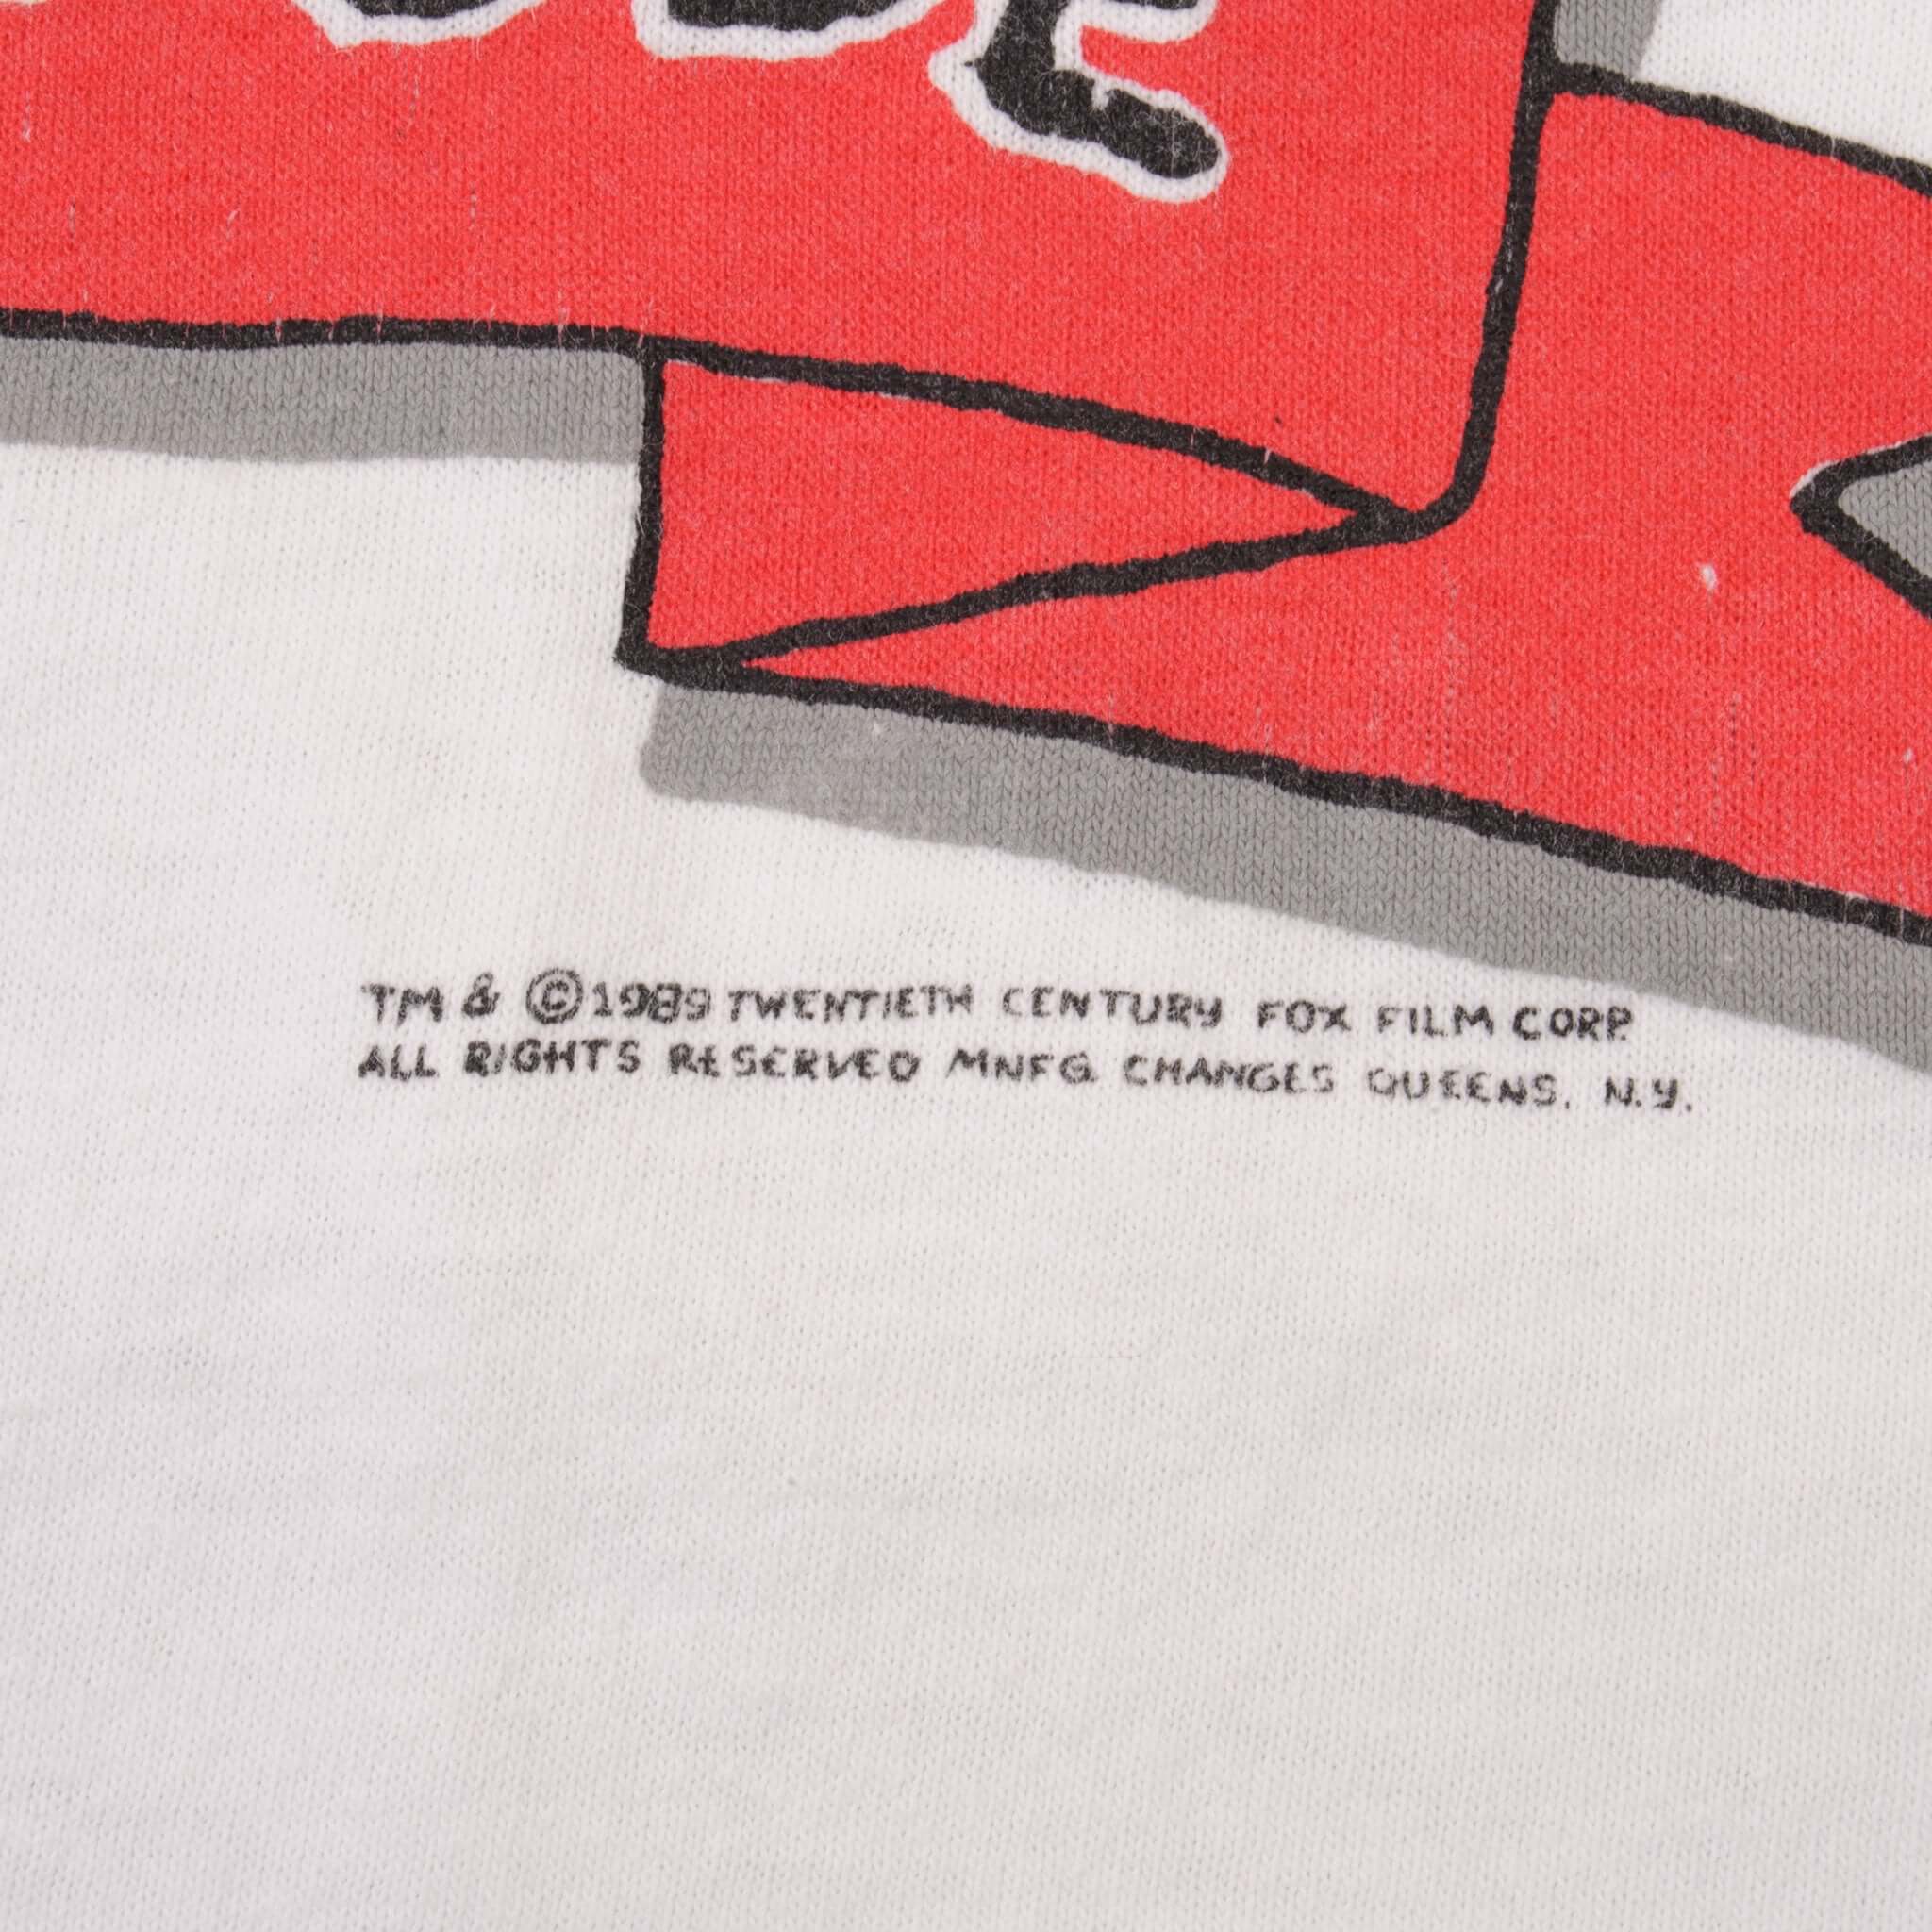 TM & ©1989 TWENTIETH CENTURY FOX FILM CORP.
ALL RIGHTS RESERVED MNFG. CHANGES QUEENS, N.Y.